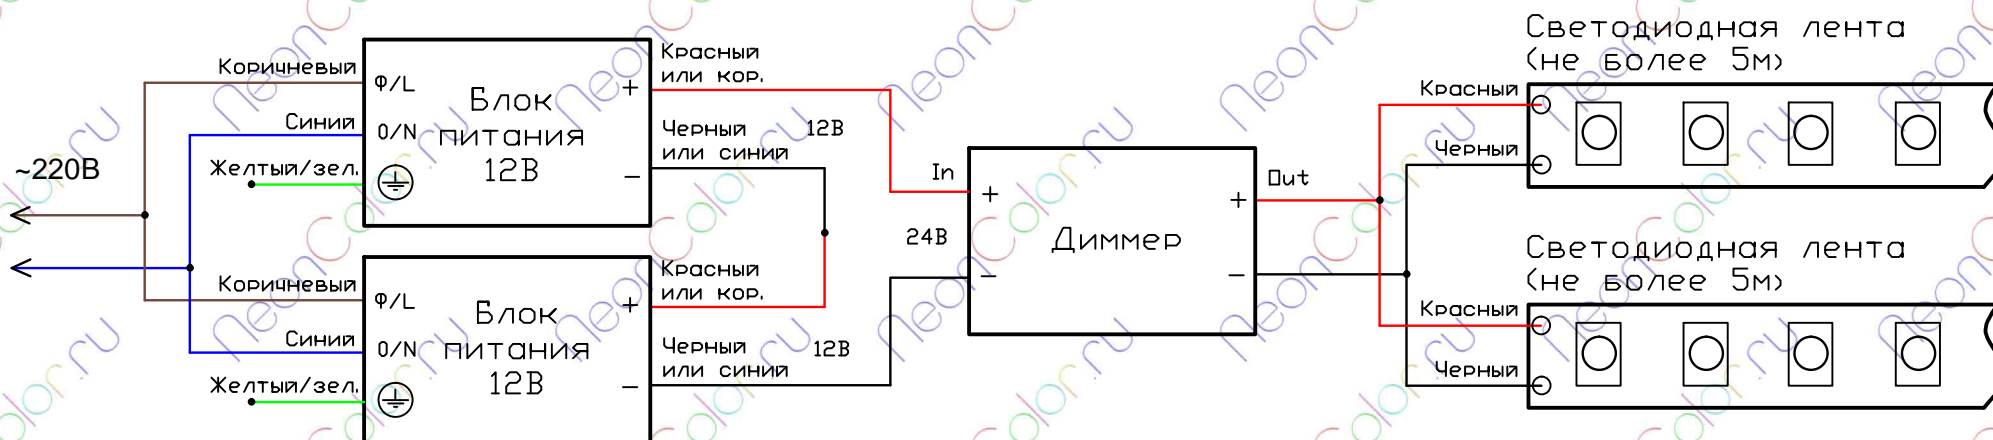 ~220В
Коричневый
Синий
Желтый/зел.
Ф/L
0/N
Блок
питания
12В
+
−
Красный
или кор.
Черный
или синий
12В
Коричневый
Синий
Желтый/зел.
Ф/L
0/N
Блок
питания
12В
+
−
Красный
или кор.
Черный
или синий
12В
In
24В
+
−
Диммер
+
−
Out
Светодиодная лента
(не более 5м)
Красный
Черный
Светодиодная лента
(не более 5м)
Красный
Черный
NeonColor.ru